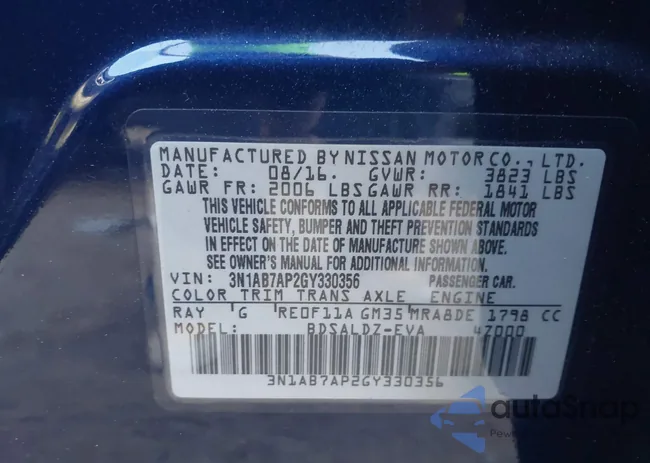 MANUFACTURED BY NISSAN MOTOR CO., LTD.
DATE: 08/16. GVWR: 3823 LBS
GAWR FR: 2006 LBS GAWR RR: 1841 LBS
THIS VEHICLE CONFORMS TO ALL APPLICABLE FEDERAL MOTOR
VEHICLE SAFETY, BUMPER AND THEFT PREVENTION STANDARDS
IN EFFECT ON THE DATE OF MANUFACTURE SHOWN ABOVE.
SEE OWNER'S MANUAL FOR ADDITIONAL INFORMATION
VIN: 3N1AB7AP2GY330356 PASSENGER CAR.
COLOR TRIM TRANS AXLE ENGINE
RAY G RE0F11A GM35 MRA8DE 1798 CC
MODEL: BDSALDZ-EVA 47000
3N1AB7AP2GY330356
autoSnap